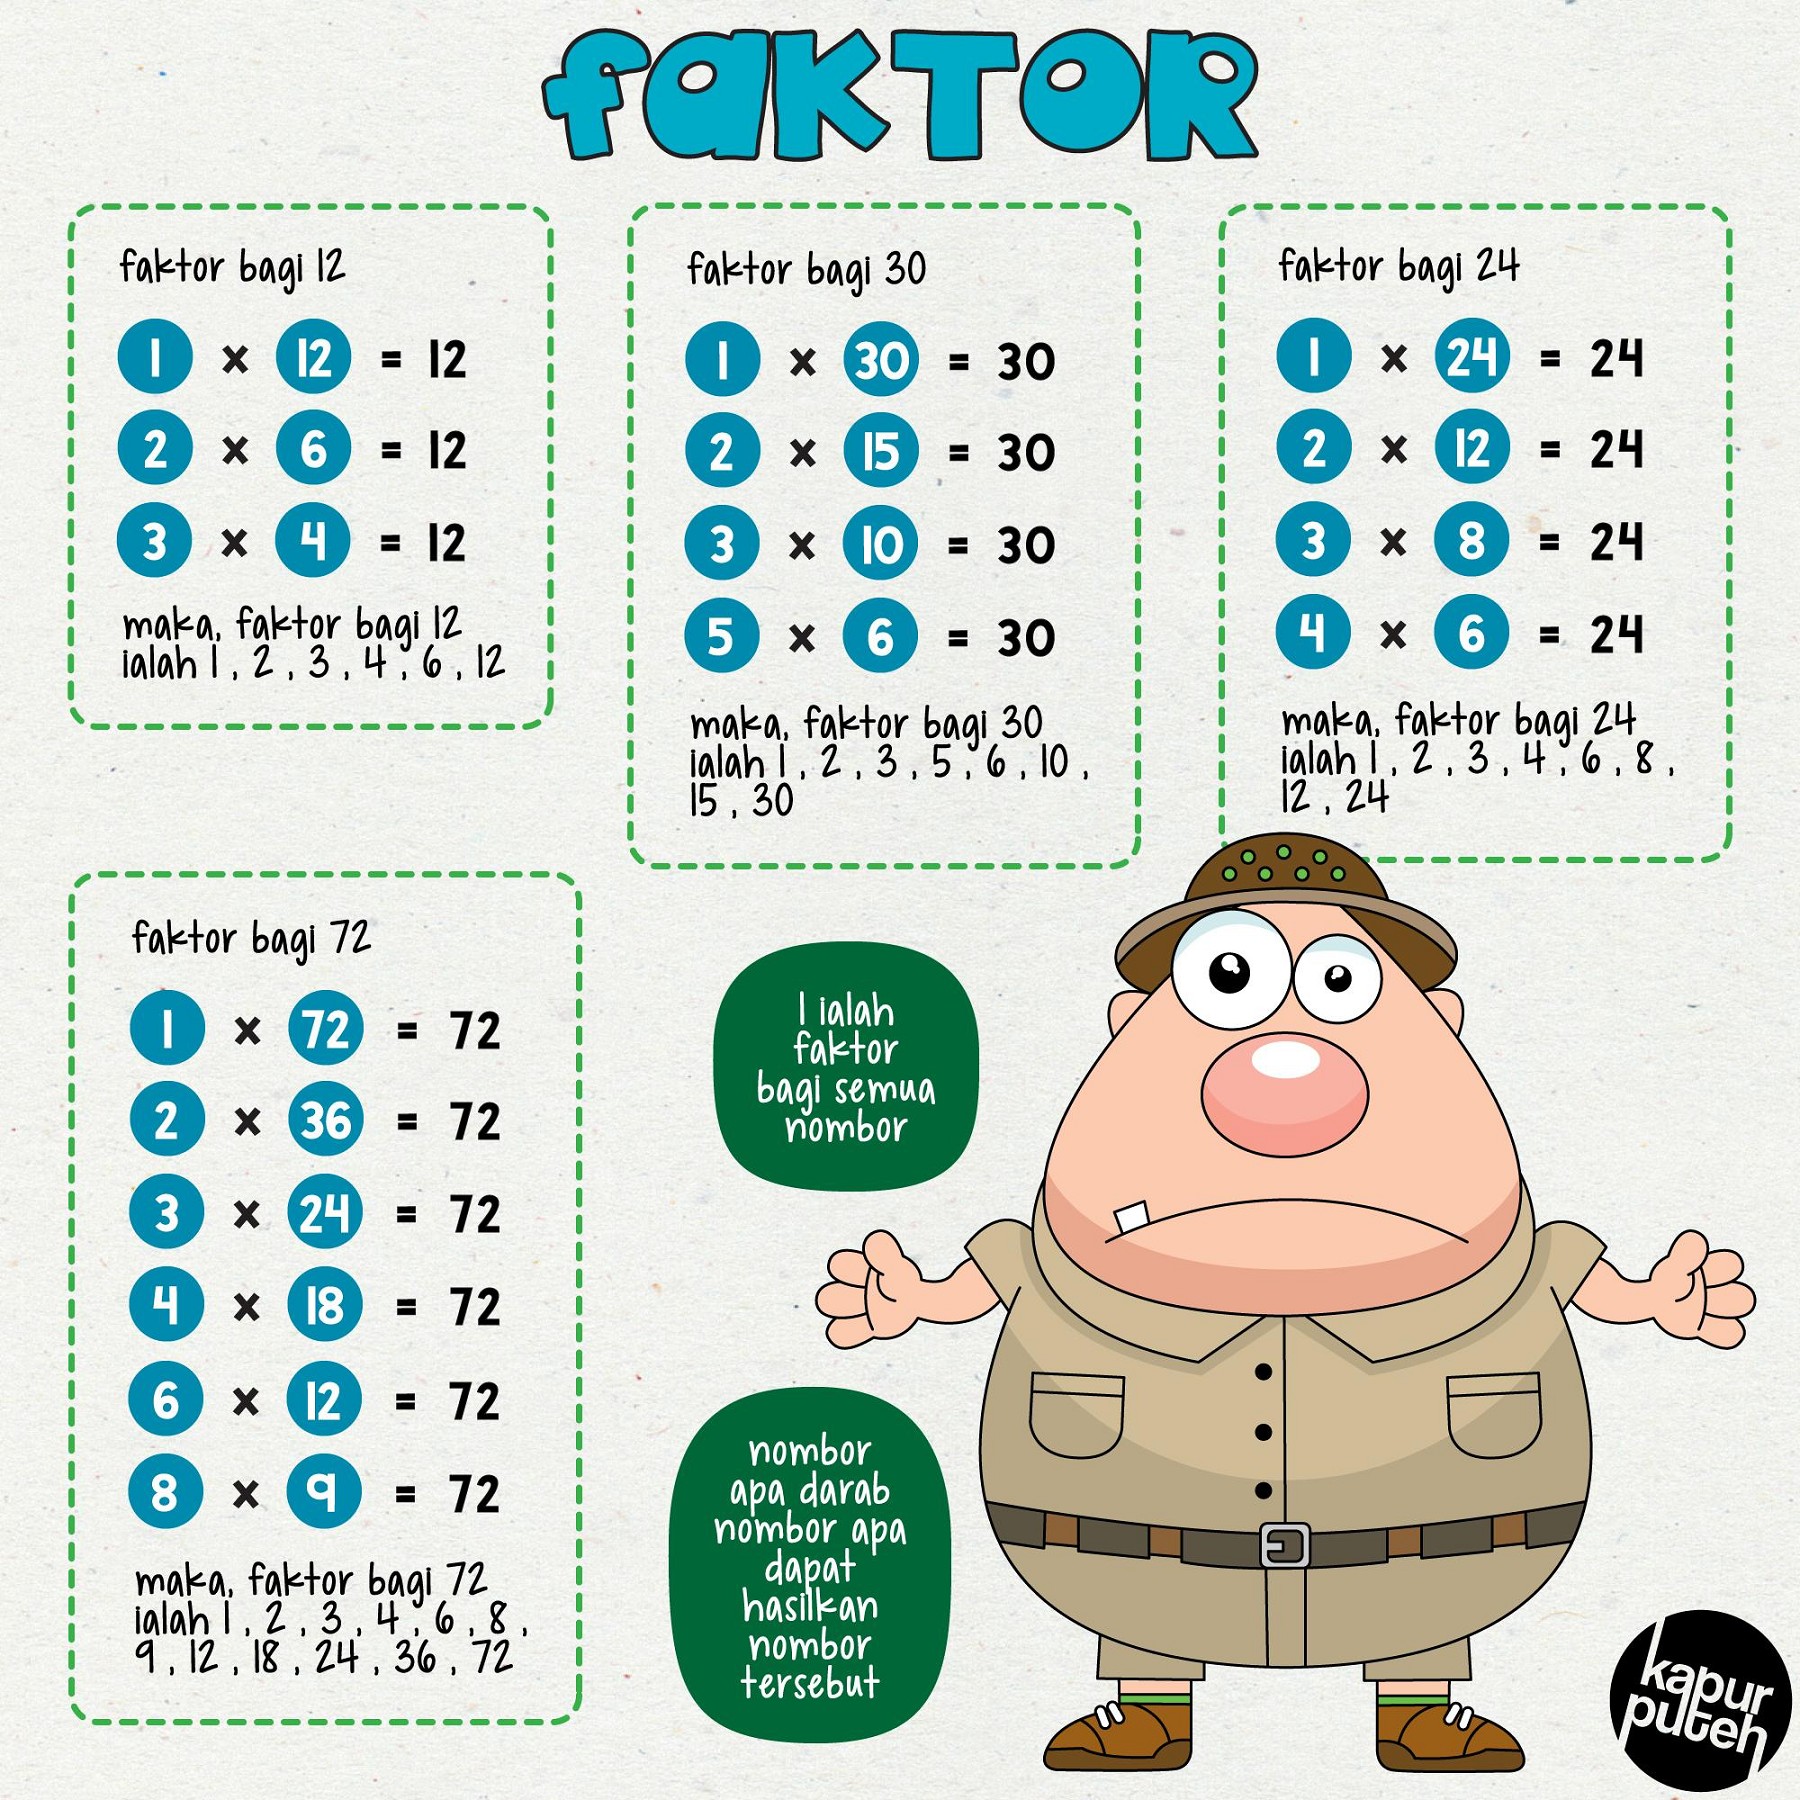 faKTOR
faktor bagi 12
1 × 12 = 12
2 × 6 = 12
3 × 4 = 12
maka, faktor bagi 12
ialah 1 , 2 , 3 , 4 , 6 , 12
faktor bagi 30
1 × 30 = 30
2 × 15 = 30
3 × 10 = 30
5 × 6 = 30
maka, faktor bagi 30
ialah 1 , 2 , 3 , 5 , 6 , 10 ,
15 , 30
faktor bagi 24
1 × 24 = 24
2 × 12 = 24
3 × 8 = 24
4 × 6 = 24
maka, faktor bagi 24
ialah 1 , 2 , 3 , 4 , 6 , 8 ,
12 , 24
faktor bagi 72
1 × 72 = 72
2 × 36 = 72
3 × 24 = 72
4 × 18 = 72
6 × 12 = 72
8 × 9 = 72
maka, faktor bagi 72
ialah 1 , 2 , 3 , 4 , 6 , 8 ,
9 , 12 , 18 , 24 , 36 , 72
1 ialah
faktor
bagi semua
nombor
nombor
apa darab
nombor apa
dapat
hasilkan
nombor
tersebut
kapur
puteh